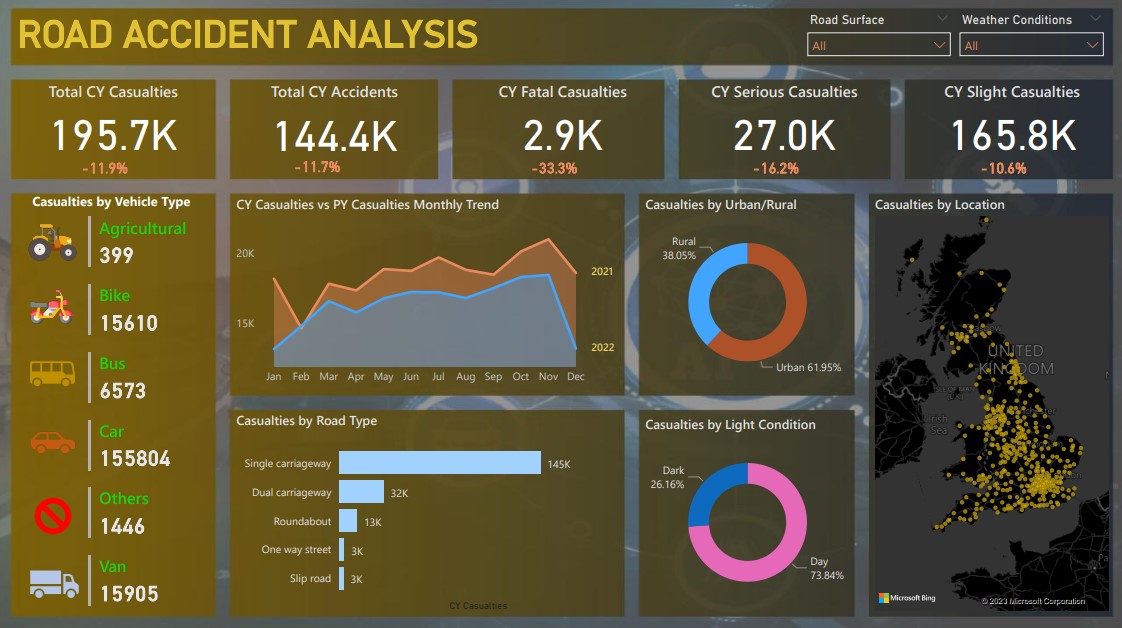 ROAD ACCIDENT ANALYSIS
Road Surface
All
Weather Conditions
All
Total CY Casualties
195.7K
-11.9%
Total CY Accidents
144.4K
-11.7%
CY Fatal Casualties
2.9K
-33.3%
CY Serious Casualties
27.0K
-16.2%
CY Slight Casualties
165.8K
-10.6%
Casualties by Vehicle Type
Agricultural
399
Bike
15610
Bus
6573
Car
155804
Others
1446
Van
15905
CY Casualties vs PY Casualties Monthly Trend
20K
15K
2021
2022
Jan Feb Mar Apr May Jun Jul Aug Sep Oct Nov Dec
Casualties by Road Type
Single carriageway 145K
Dual carriageway 32K
Roundabout 13K
One way street 3K
Slip road 3K
CY Casualties
Casualties by Urban/Rural
Rural
38.05%
Urban 61.95%
Casualties by Light Condition
Dark
26.16%
Day
73.84%
Casualties by Location
UNITED
KINGDOM
ISLE OF MAN
Irish
Sea
Microsoft Bing
© 2023 Microsoft Corporation